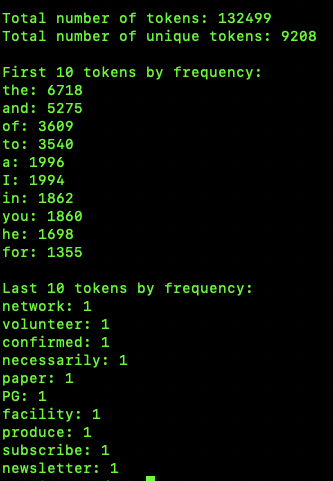 Total number of tokens: 132499
Total number of unique tokens: 9208
First 10 tokens by frequency:
the: 6718
and: 5275
of: 3609
to: 3540
a: 1996
I: 1994
in: 1862
you: 1860
he: 1698
for: 1355
Last 10 tokens by frequency:
network: 1
volunteer: 1
confirmed: 1
necessarily: 1
paper: 1
PG: 1
facility: 1
produce: 1
subscribe: 1
newsletter: 1